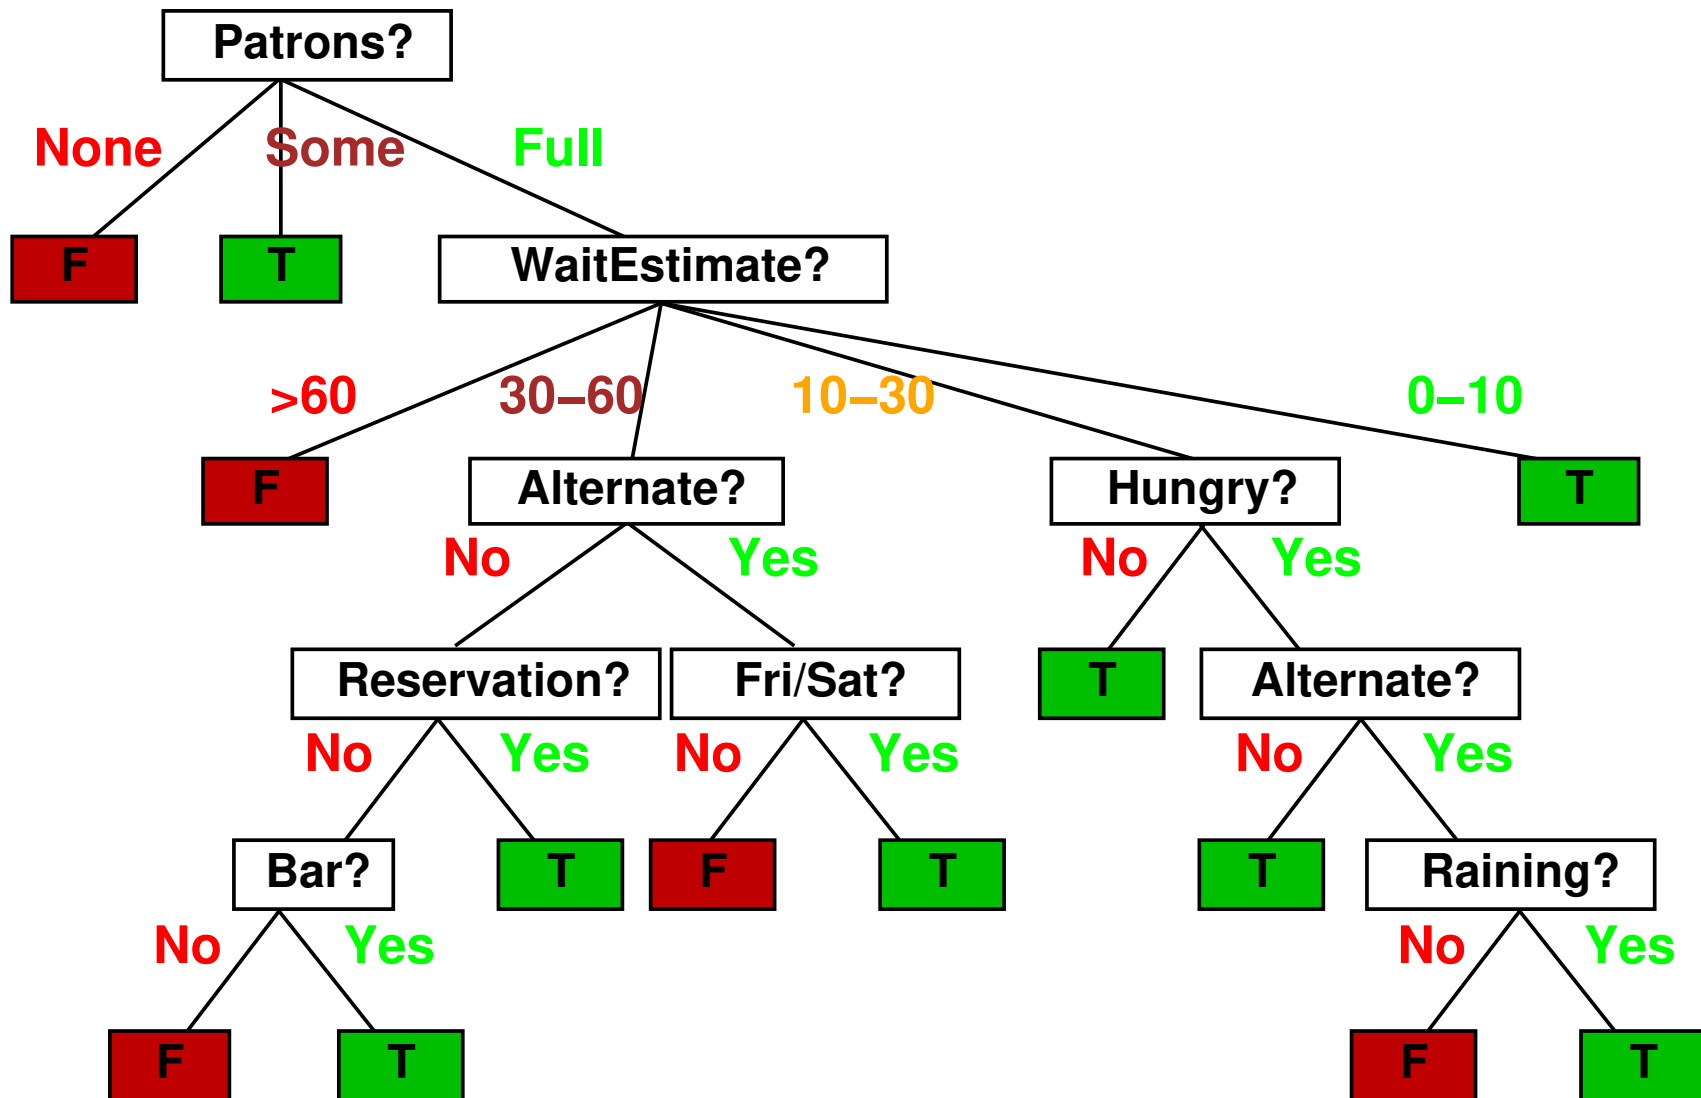 Patrons?
None Some Full
F T WaitEstimate?
>60 30–60 10–30 0–10
F Alternate? Hungry? T
No Yes No Yes
Reservation? Fri/Sat? T Alternate?
No Yes No Yes No Yes
Bar? T F T T Raining?
No Yes No Yes
F T F T